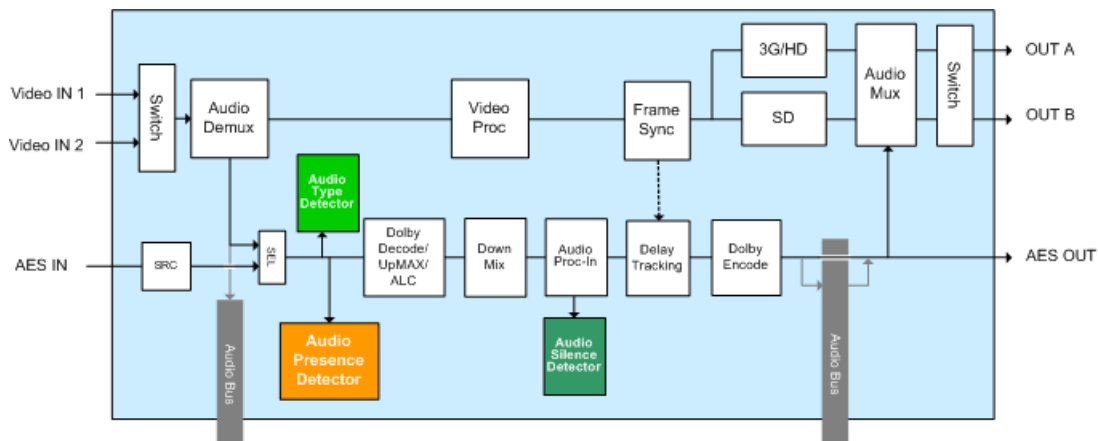 3G/HD
OUT A
Video IN 1
Switch
Audio
Demux
Video
Proc
Frame
Sync
Audio
Mux
Switch
Video IN 2
SD
OUT B
Audio
Type
Detector
AES IN
SRC
SEL
Dolby
Decode/
UpMAX/
ALC
Down
Mix
Audio
Proc-In
Delay
Tracking
Dolby
Encode
AES OUT
Audio
Presence
Detector
Audio
Silence
Detector
Audio Bus
Audio Bus